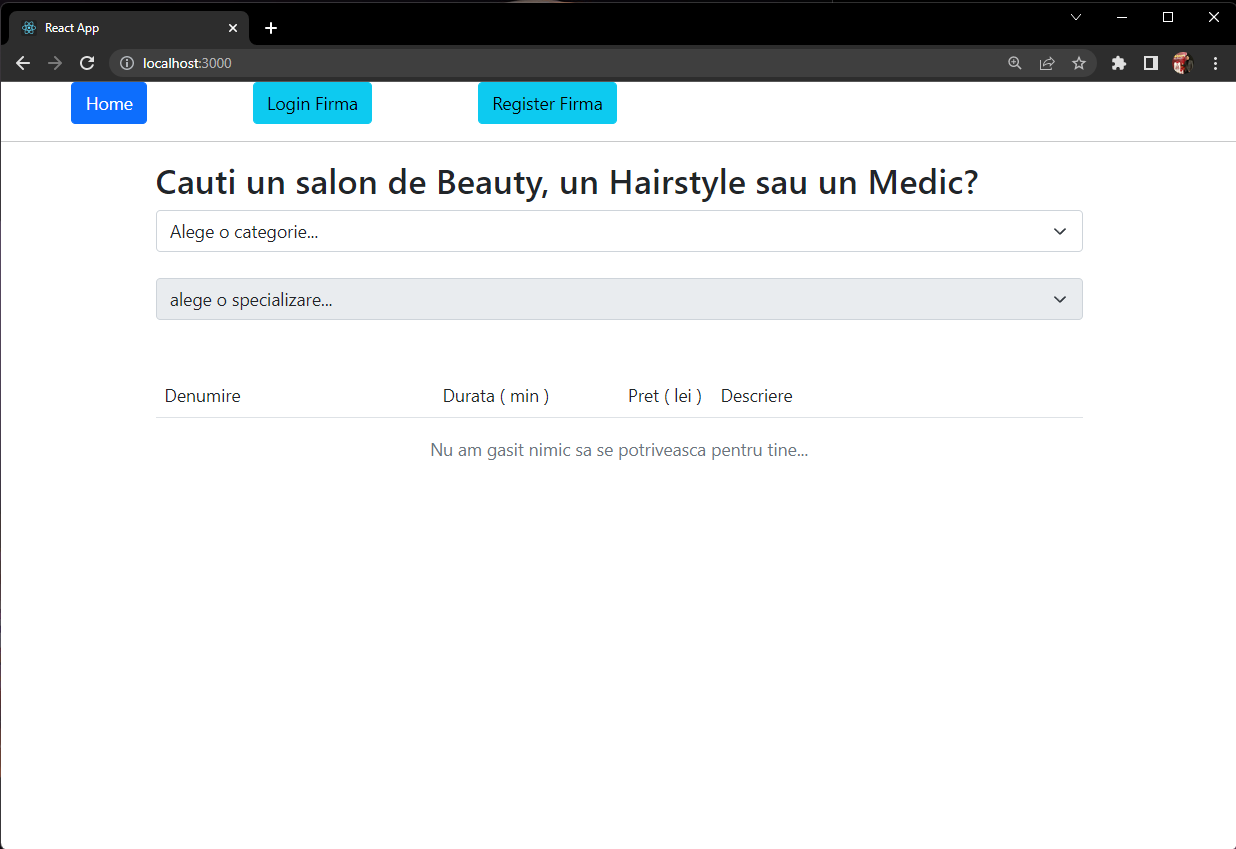 React App
localhost:3000
Home Login Firma Register Firma
Cauti un salon de Beauty, un Hairstyle sau un Medic?
Alege o categorie...
alege o specializare...
Denumire Durata ( min ) Pret ( lei ) Descriere
Nu am gasit nimic sa se potriveasca pentru tine...